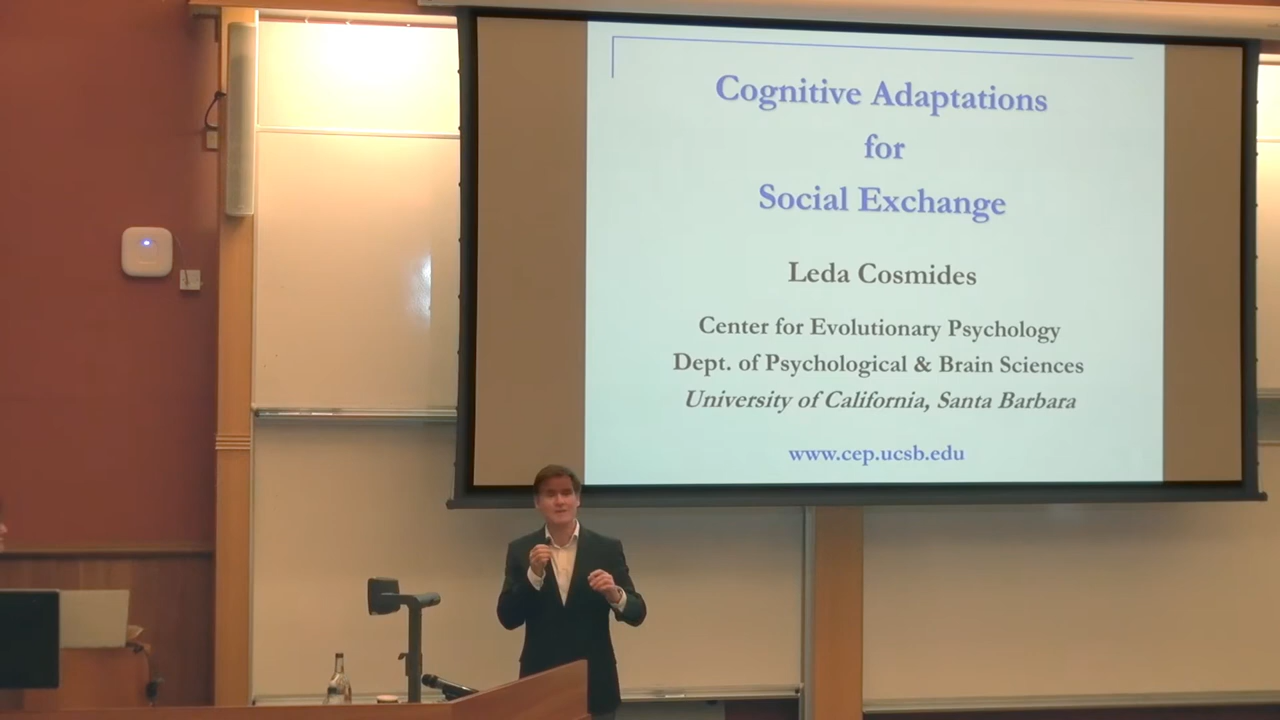 Cognitive Adaptations
for
Social Exchange
Leda Cosmides
Center for Evolutionary Psychology
Dept. of Psychological & Brain Sciences
University of California, Santa Barbara
www.cep.ucsb.edu